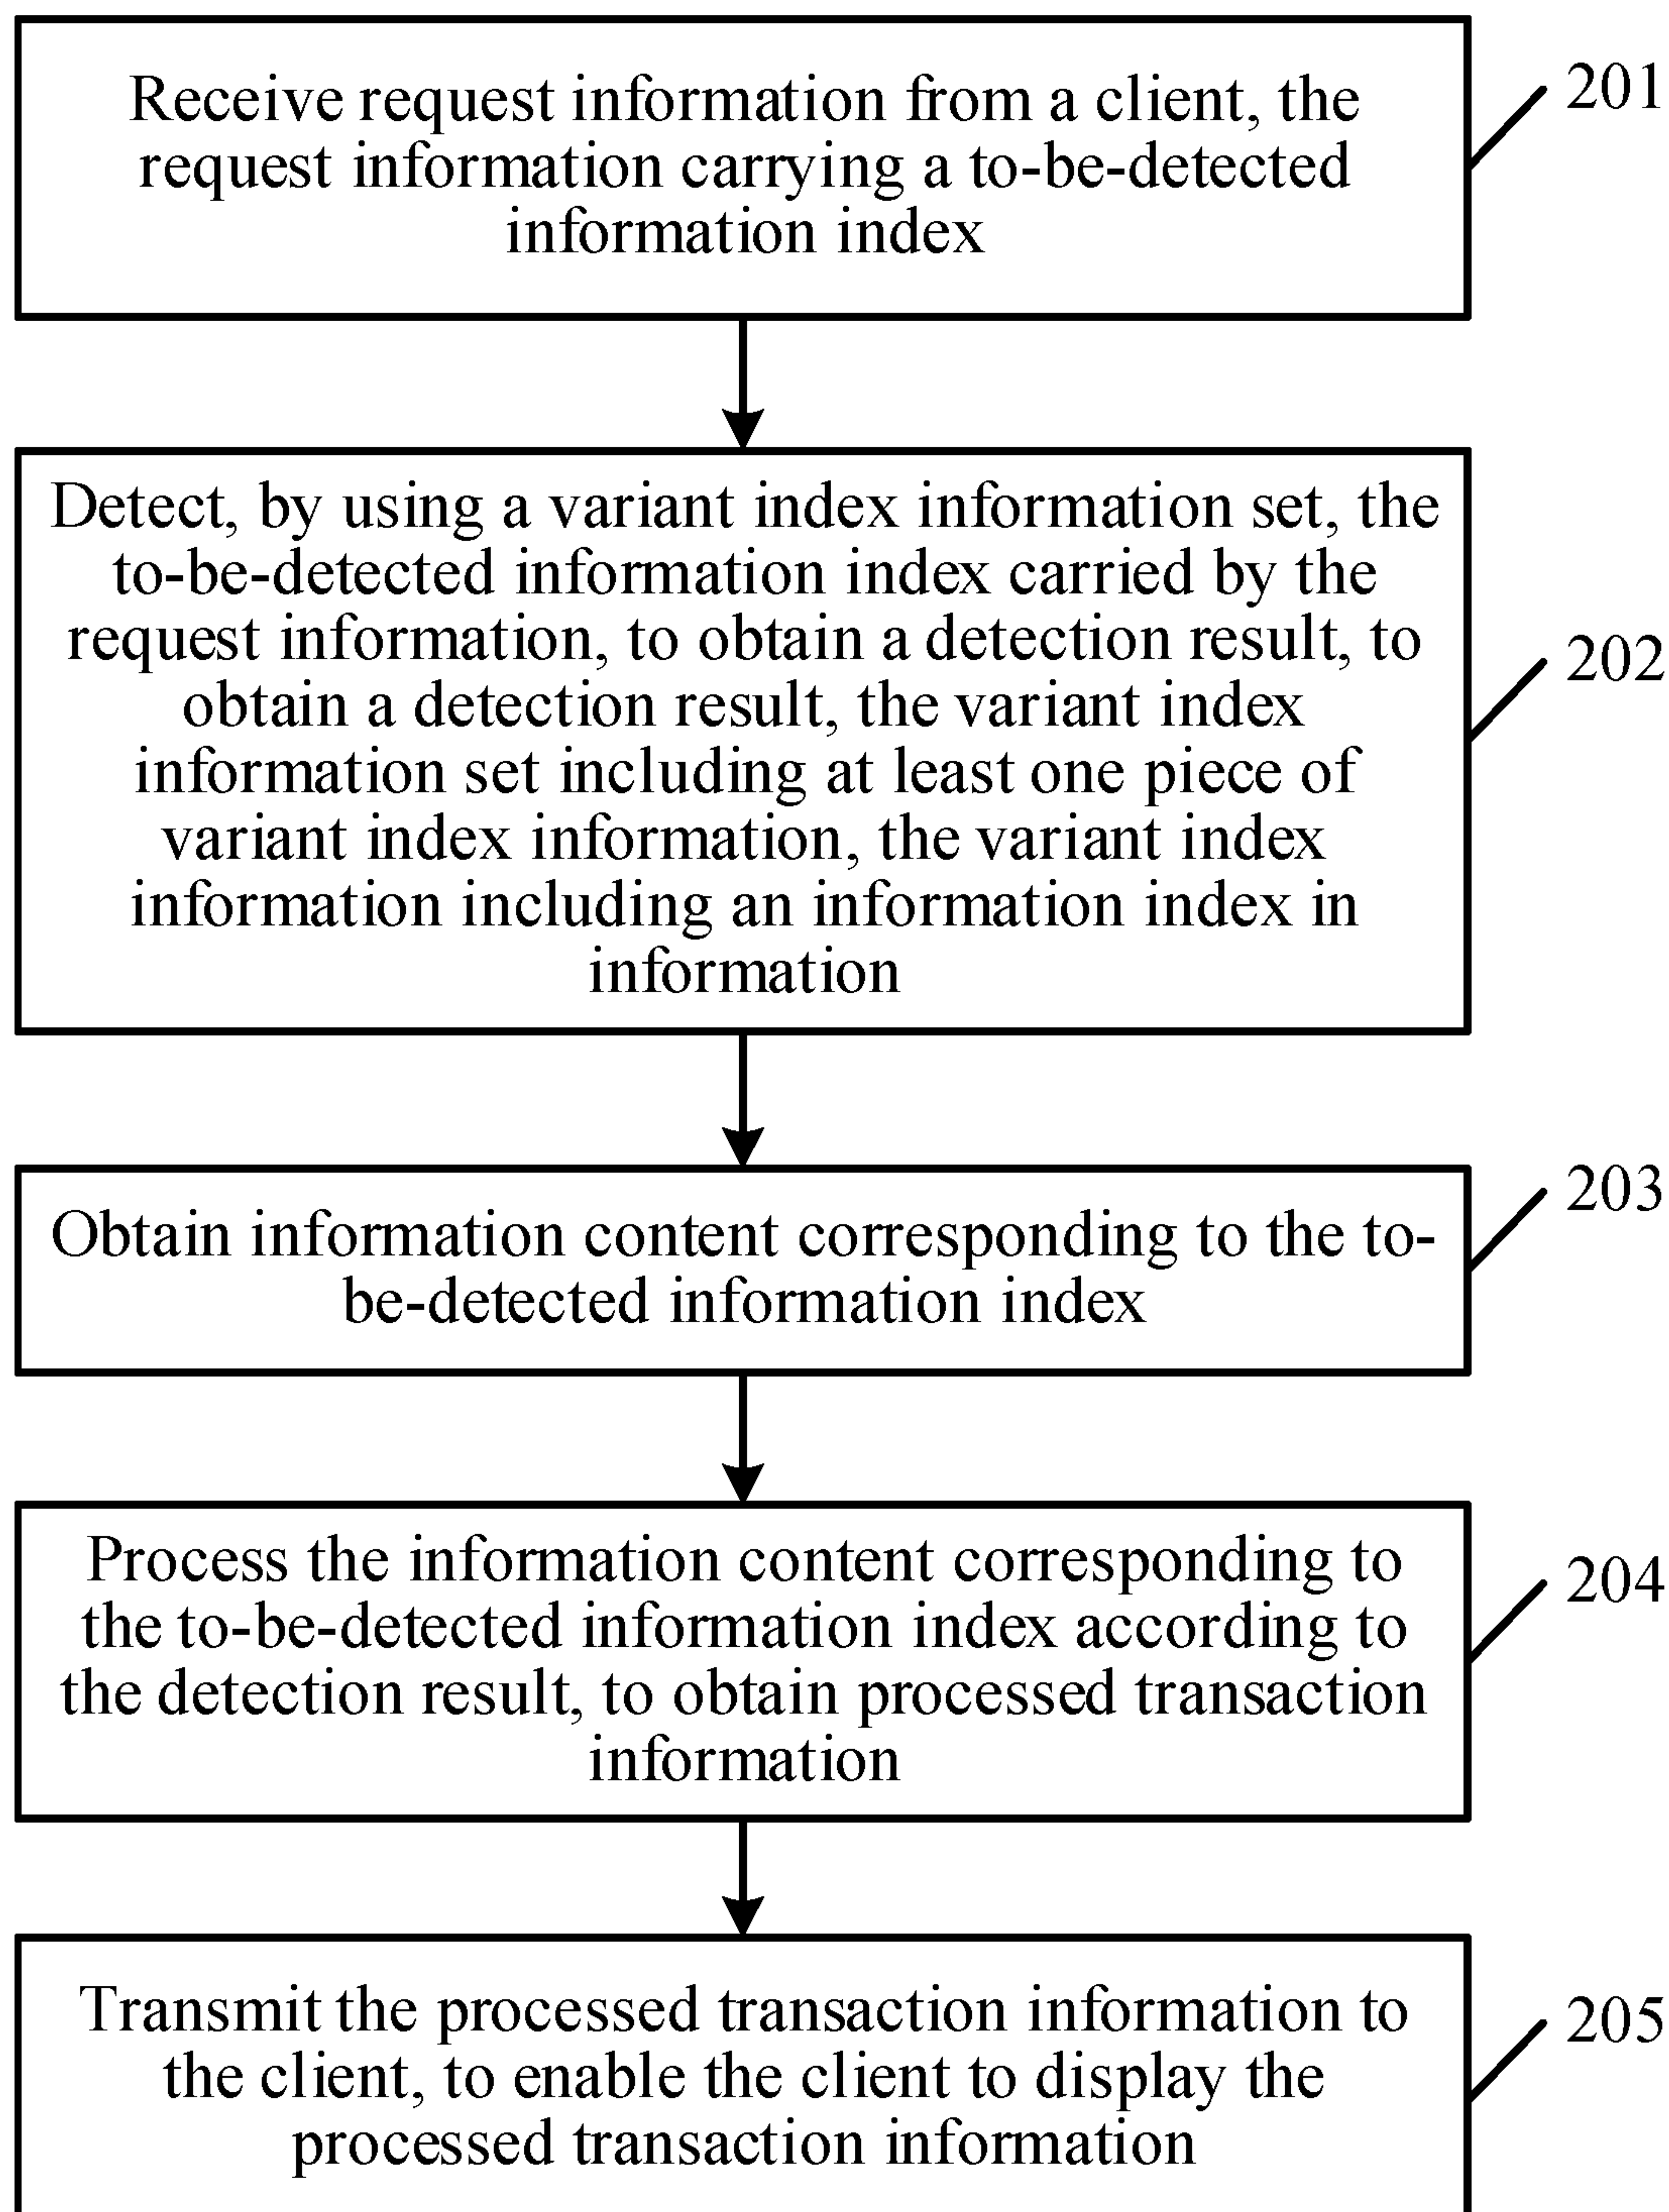 Receive request information from a client, the
request information carrying a to-be-detected
information index
201
Detect, by using a variant index information set, the
to-be-detected information index carried by the
request information, to obtain a detection result, to
obtain a detection result, the variant index
information set including at least one piece of
variant index information, the variant index
information including an information index in
information
202
Obtain information content corresponding to the to-
be-detected information index
203
Process the information content corresponding to
the to-be-detected information index according to
the detection result, to obtain processed transaction
information
204
Transmit the processed transaction information to
the client, to enable the client to display the
processed transaction information
205